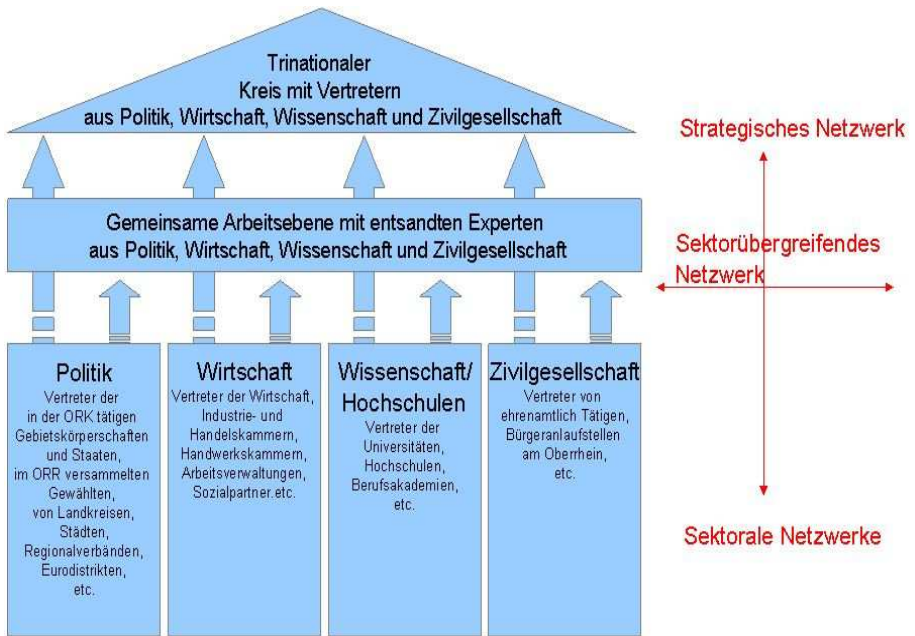 Trinationaler
Kreis mit Vertretern
aus Politik, Wirtschaft, Wissenschaft und Zivilgesellschaft
Gemeinsame Arbeitsebene mit entsandten Experten
aus Politik, Wirtschaft, Wissenschaft und Zivilgesellschaft
Politik
Vertreter der
in der ORK tätigen
Gebietskörperschaften
und Staaten,
im ORR versammelten
Gewählten,
von Landkreisen,
Städten,
Regionalverbänden,
Eurodistrikten,
etc.
Wirtschaft
Vertreter der Wirtschaft,
Industrie- und
Handelskammern,
Handwerkskammern,
Arbeitsverwaltungen,
Sozialpartner.etc.
Wissenschaft/
Hochschulen
Vertreter der
Universitäten,
Hochschulen,
Berufsakademien,
etc.
Zivilgesellschaft
Vertreter von
ehrenamtlich Tätigen,
Bürgeranlaufstellen
am Oberrhein,
etc.
Strategisches Netzwerk
Sektorübergreifendes
Netzwerk
Sektorale Netzwerke